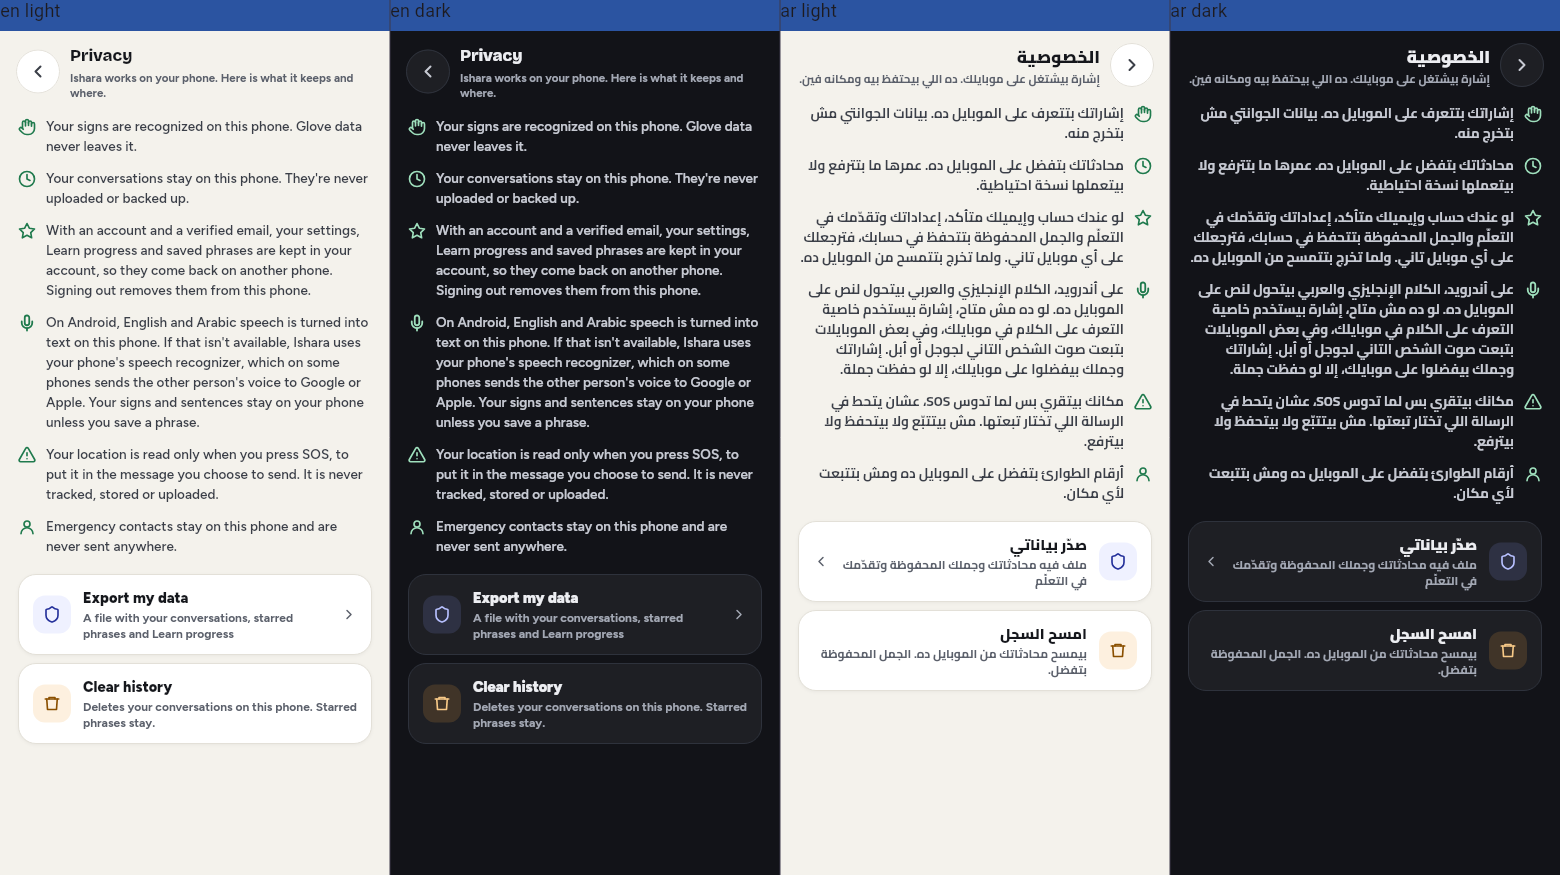 en light
Privacy
Ishara works on your phone. Here is what it keeps and
where.
Your signs are recognized on this phone. Glove data
never leaves it.
Your conversations stay on this phone. They're never
uploaded or backed up.
With an account and a verified email, your settings,
Learn progress and saved phrases are kept in your
account, so they come back on another phone.
Signing out removes them from this phone.
On Android, English and Arabic speech is turned into
text on this phone. If that isn't available, Ishara uses
your phone's speech recognizer, which on some
phones sends the other person's voice to Google or
Apple. Your signs and sentences stay on your phone
unless you save a phrase.
Your location is read only when you press SOS, to
put it in the message you choose to send. It is never
tracked, stored or uploaded.
Emergency contacts stay on this phone and are
never sent anywhere.
Export my data
A file with your conversations, starred
phrases and Learn progress
Clear history
Deletes your conversations on this phone. Starred
phrases stay.
en dark
Privacy
Ishara works on your phone. Here is what it keeps and
where.
Your signs are recognized on this phone. Glove data
never leaves it.
Your conversations stay on this phone. They're never
uploaded or backed up.
With an account and a verified email, your settings,
Learn progress and saved phrases are kept in your
account, so they come back on another phone.
Signing out removes them from this phone.
On Android, English and Arabic speech is turned into
text on this phone. If that isn't available, Ishara uses
your phone's speech recognizer, which on some
phones sends the other person's voice to Google or
Apple. Your signs and sentences stay on your phone
unless you save a phrase.
Your location is read only when you press SOS, to
put it in the message you choose to send. It is never
tracked, stored or uploaded.
Emergency contacts stay on this phone and are
never sent anywhere.
Export my data
A file with your conversations, starred
phrases and Learn progress
Clear history
Deletes your conversations on this phone. Starred
phrases stay.
ar light
الخصوصية
إشارة بيشتغل على موبايلك. ده اللي بيحتفظ بيه ومكانه فين.
إشاراتك بتتعرف على الموبايل ده. بيانات الجوانتي مش
بتخرج منه.
محادثاتك بتفضل على الموبايل ده. عمرها ما بتترفع ولا
بيتعملها نسخة احتياطية.
لو عندك حساب وإيميلك متأكد، إعداداتك وتقدّمك في
التعلّم والجمل المحفوظة بتتحفظ في حسابك، فترجعلك
على أي موبايل تاني. ولما تخرج بتتمسح من الموبايل ده.
على أندرويد، الكلام الإنجليزي والعربي بيتحول لنص على
الموبايل ده. لو ده مش متاح، إشارة بيستخدم خاصية
التعرف على الكلام في موبايلك، وفي بعض الموبايلات
بتبعت صوت الشخص التاني لجوجل أو أبل. إشاراتك
وجملك بيفضلوا على موبايلك، إلا لو حفظت جملة.
مكانك بيتقري بس لما تدوس SOS، عشان يتحط في
الرسالة اللي تختار تبعتها. مش بيتتبّع ولا بيتحفظ ولا
بيترفع.
أرقام الطوارئ بتفضل على الموبايل ده ومش بتتبعت
لأي مكان.
صدّر بياناتي
ملف فيه محادثاتك وجملك المحفوظة وتقدّمك
في التعلّم
امسح السجل
بيمسح محادثاتك من الموبايل ده. الجمل المحفوظة
بتفضل.
ar dark
الخصوصية
إشارة بيشتغل على موبايلك. ده اللي بيحتفظ بيه ومكانه فين.
إشاراتك بتتعرف على الموبايل ده. بيانات الجوانتي مش
بتخرج منه.
محادثاتك بتفضل على الموبايل ده. عمرها ما بتترفع ولا
بيتعملها نسخة احتياطية.
لو عندك حساب وإيميلك متأكد، إعداداتك وتقدّمك في
التعلّم والجمل المحفوظة بتتحفظ في حسابك، فترجعلك
على أي موبايل تاني. ولما تخرج بتتمسح من الموبايل ده.
على أندرويد، الكلام الإنجليزي والعربي بيتحول لنص على
الموبايل ده. لو ده مش متاح، إشارة بيستخدم خاصية
التعرف على الكلام في موبايلك، وفي بعض الموبايلات
بتبعت صوت الشخص التاني لجوجل أو أبل. إشاراتك
وجملك بيفضلوا على موبايلك، إلا لو حفظت جملة.
مكانك بيتقري بس لما تدوس SOS، عشان يتحط في
الرسالة اللي تختار تبعتها. مش بيتتبّع ولا بيتحفظ ولا
بيترفع.
أرقام الطوارئ بتفضل على الموبايل ده ومش بتتبعت
لأي مكان.
صدّر بياناتي
ملف فيه محادثاتك وجملك المحفوظة وتقدّمك
في التعلّم
امسح السجل
بيمسح محادثاتك من الموبايل ده. الجمل المحفوظة
بتفضل.